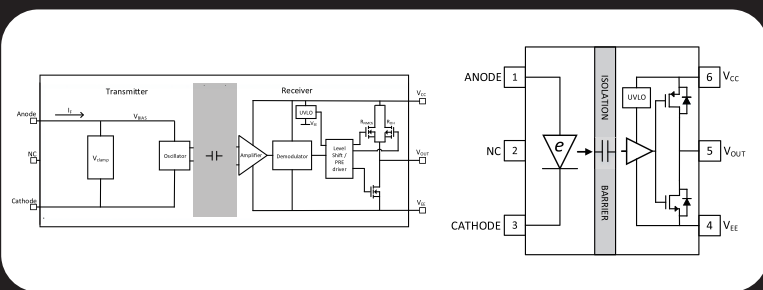 Transmitter
Receiver
Anode
IF
VBIAS
NC
Cathode
Vclamp
Oscillator
Amplifier
Demodulator
UVLO
Level
Shift /
PRE
driver
VCC
VOUT
VEE
ANODE 1
NC 2
CATHODE 3
e
ISOLATION
BARRIER
UVLO
6 VCC
5 VOUT
4 VEE